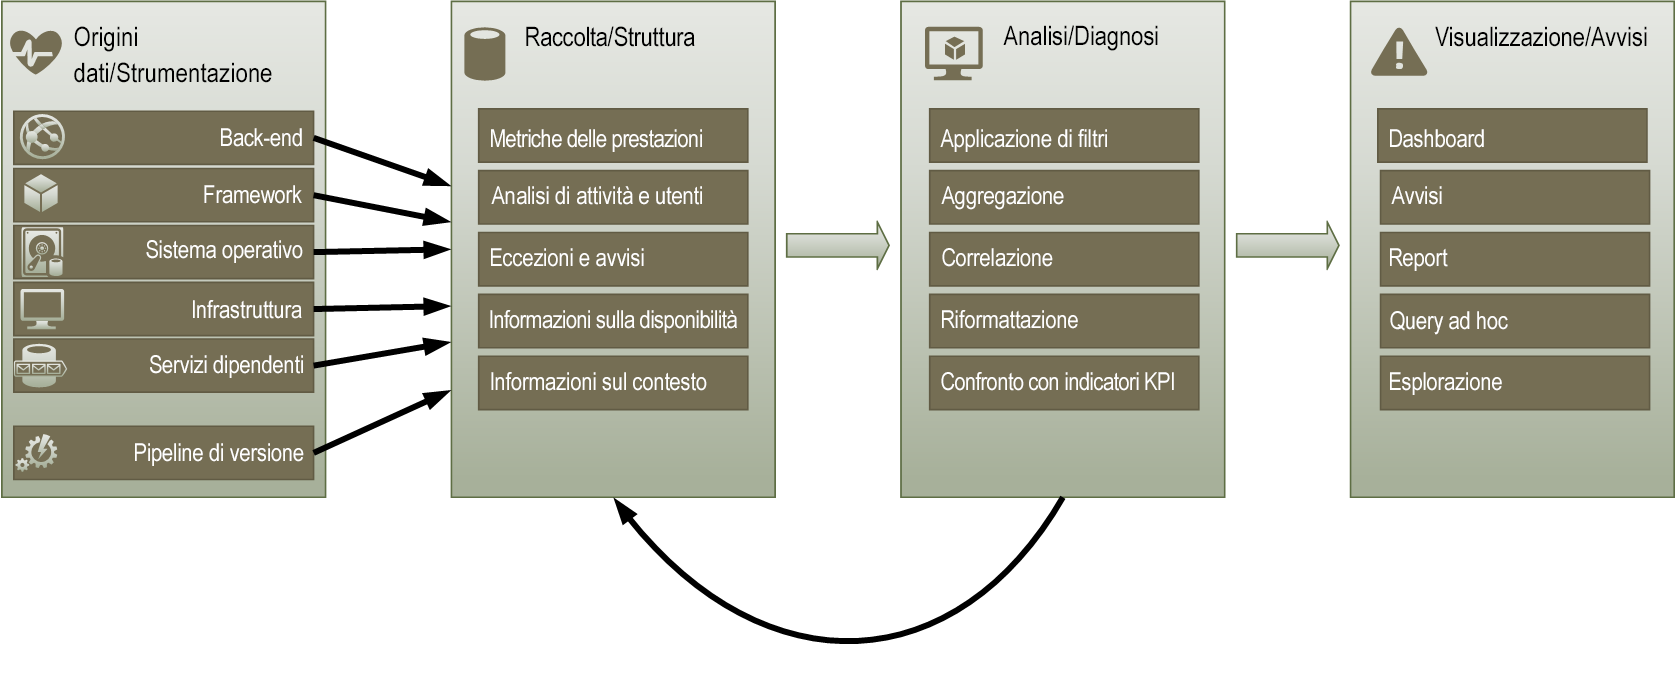 Origini
dati/Strumentazione
Back-end
Framework
Sistema operativo
Infrastruttura
Servizi dipendenti
Pipeline di versione
Raccolta/Struttura
Metriche delle prestazioni
Analisi di attività e utenti
Eccezioni e avvisi
Informazioni sulla disponibilità
Informazioni sul contesto
Analisi/Diagnosi
Applicazione di filtri
Aggregazione
Correlazione
Riformattazione
Confronto con indicatori KPI
Visualizzazione/Avvisi
Dashboard
Avvisi
Report
Query ad hoc
Esplorazione